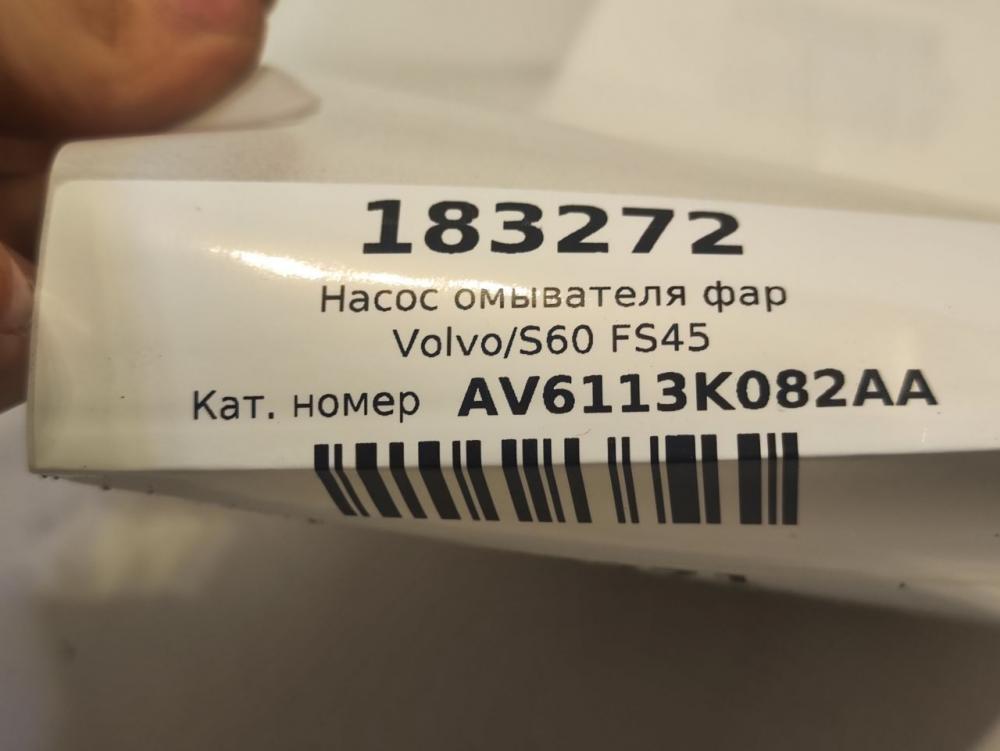 183272
Насос омывателя фар
Volvo/S60 FS45
Кат. номер AV6113K082AA